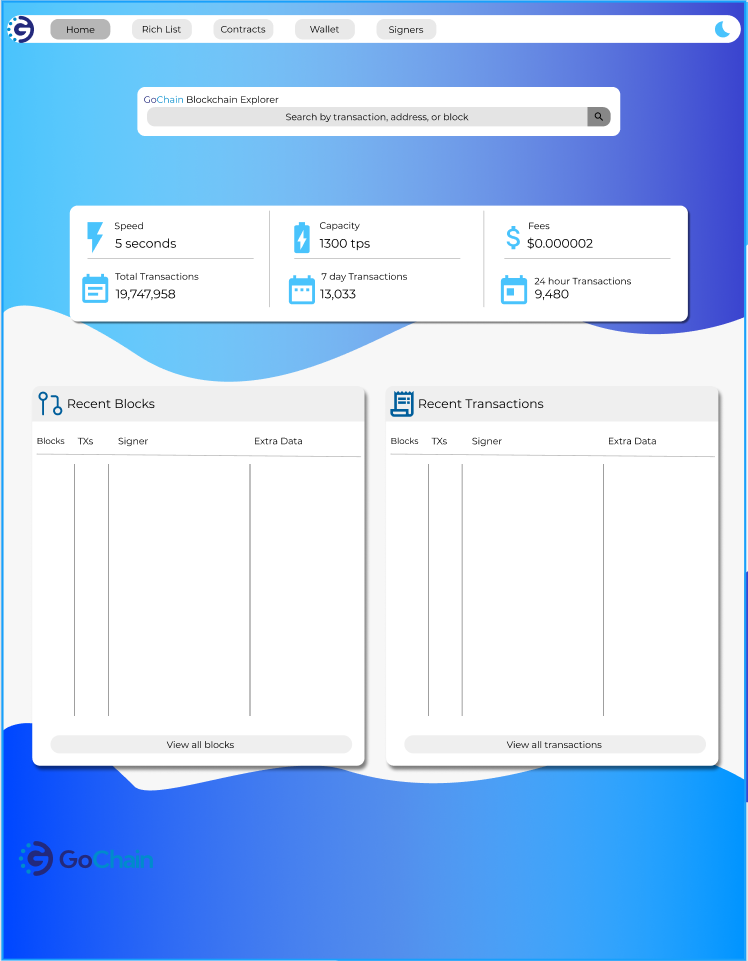 Home Rich List Contracts Wallet Signers
GoChain Blockchain Explorer
Search by transaction, address, or block
Speed
5 seconds
Capacity
1300 tps
Fees
$0.000002
Total Transactions
19,747,958
7 day Transactions
13,033
24 hour Transactions
9,480
Recent Blocks
Blocks TXs Signer Extra Data
View all blocks
Recent Transactions
Blocks TXs Signer Extra Data
View all transactions
GoChain